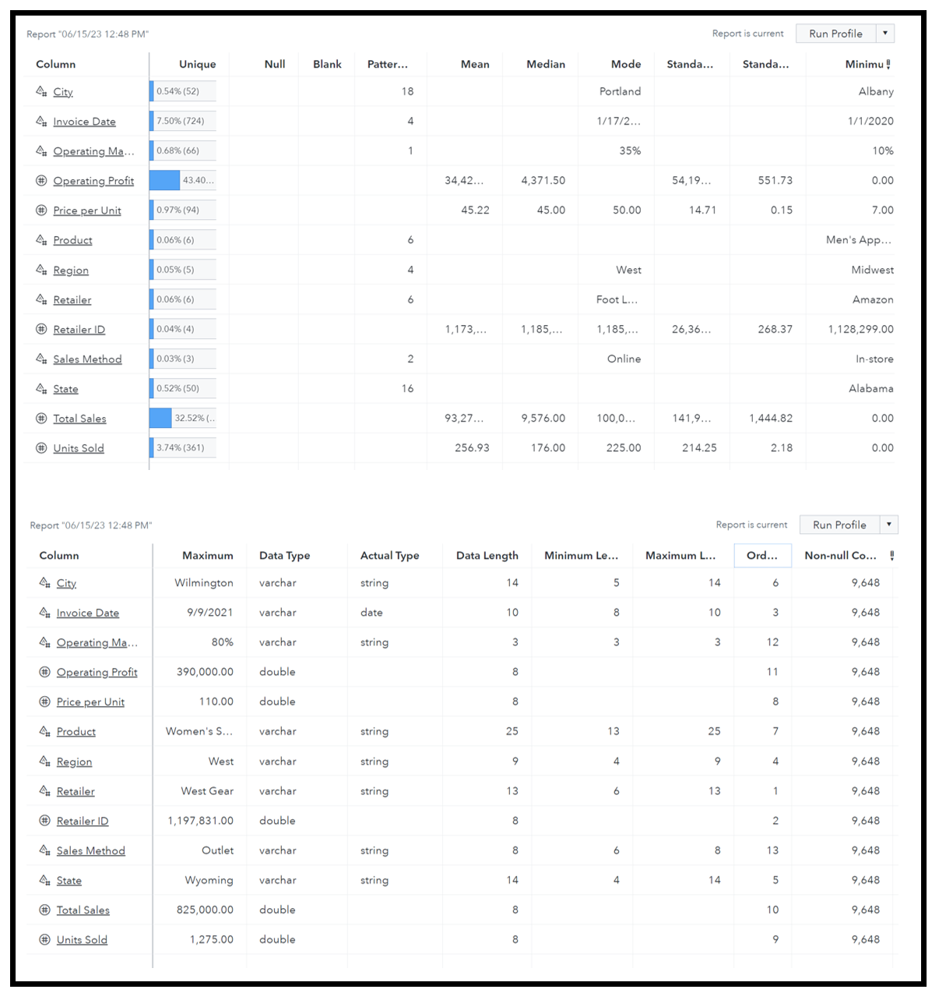 Report "06/15/23 12:48 PM" Report is current Run Profile
Column Unique Null Blank Patter... Mean Median Mode Standa... Standa... Minimu
City 0.54% (52) 18 Portland Albany
Invoice Date 7.50% (724) 4 1/17/2... 1/1/2020
Operating Ma... 0.68% (66) 1 35% 10%
Operating Profit 43.40... 34,42... 4,371.50 54,19... 551.73 0.00
Price per Unit 0.97% (94) 45.22 45.00 50.00 14.71 0.15 7.00
Product 0.06% (6) 6 Men's App...
Region 0.05% (5) 4 West Midwest
Retailer 0.06% (6) 6 Foot L... Amazon
Retailer ID 0.04% (4) 1,173,... 1,185,... 1,185,... 26,36... 268.37 1,128,299.00
Sales Method 0.03% (3) 2 Online In-store
State 0.52% (50) 16 Alabama
Total Sales 32.52% (... 93,27... 9,576.00 100,0... 141,9... 1,444.82 0.00
Units Sold 3.74% (361) 256.93 176.00 225.00 214.25 2.18 0.00
Report "06/15/23 12:48 PM" Report is current Run Profile
Column Maximum Data Type Actual Type Data Length Minimum Le... Maximum L... Ord... Non-null Co...
City Wilmington varchar string 14 5 14 6 9,648
Invoice Date 9/9/2021 varchar date 10 8 10 3 9,648
Operating Ma... 80% varchar string 3 3 3 12 9,648
Operating Profit 390,000.00 double 8 11 9,648
Price per Unit 110.00 double 8 8 9,648
Product Women's S... varchar string 25 13 25 7 9,648
Region West varchar string 9 4 9 4 9,648
Retailer West Gear varchar string 13 6 13 1 9,648
Retailer ID 1,197,831.00 double 8 2 9,648
Sales Method Outlet varchar string 8 6 8 13 9,648
State Wyoming varchar string 14 4 14 5 9,648
Total Sales 825,000.00 double 8 10 9,648
Units Sold 1,275.00 double 8 9 9,648